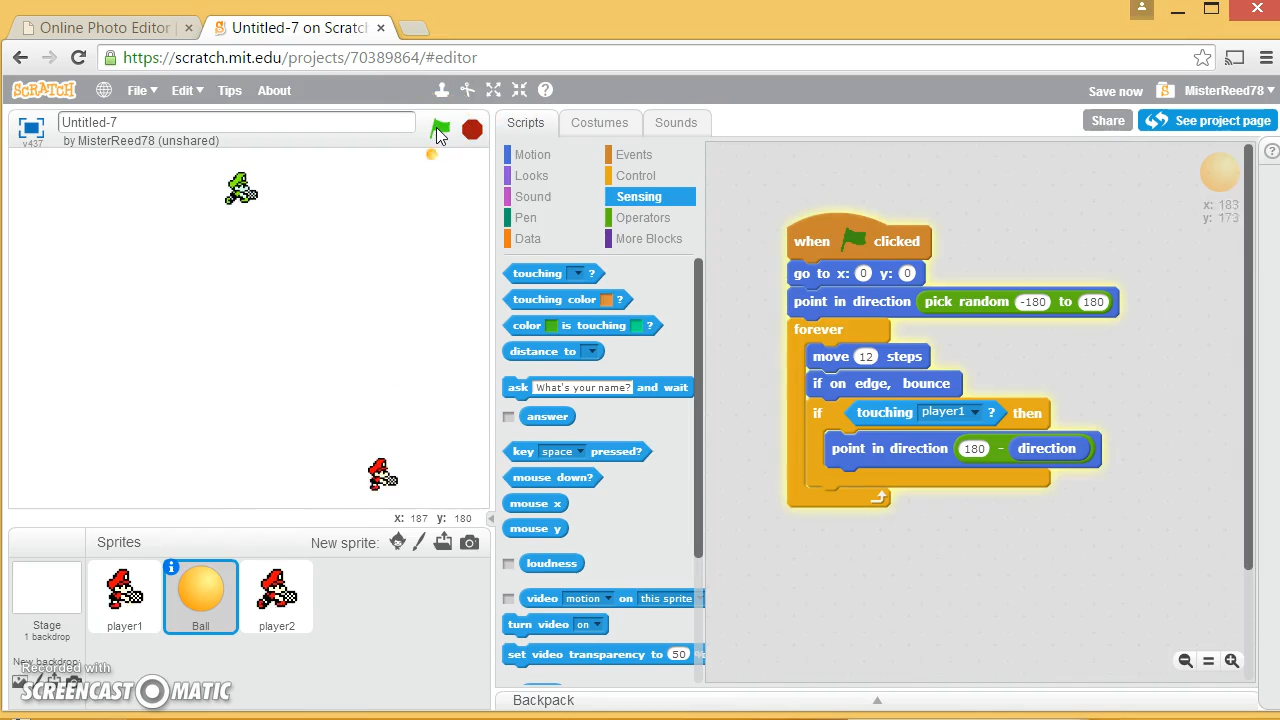 Online Photo Editor
Untitled-7 on Scratch
https://scratch.mit.edu/projects/70389864/#editor
SCRATCH
File
Edit
Tips
About
Save now
MisterReed78
v437
Untitled-7
by MisterReed78 (unshared)
Scripts
Costumes
Sounds
Share
See project page
Motion
Looks
Sound
Pen
Data
Events
Control
Sensing
Operators
More Blocks
touching ?
touching color ?
color is touching ?
distance to
ask What's your name? and wait
answer
key space pressed?
mouse down?
mouse x
mouse y
loudness
video motion on this sprite
turn video on
set video transparency to 50 %
when clicked
go to x: 0 y: 0
point in direction pick random -180 to 180
forever
move 12 steps
if on edge, bounce
if touching player1 ? then
point in direction 180 - direction
x: 183
y: 173
x: 187 y: 180
Sprites
New sprite:
Stage
1 backdrop
New backdrop
player1
Ball
player2
Backpack
Recorded with
SCREENCAST-O-MATIC